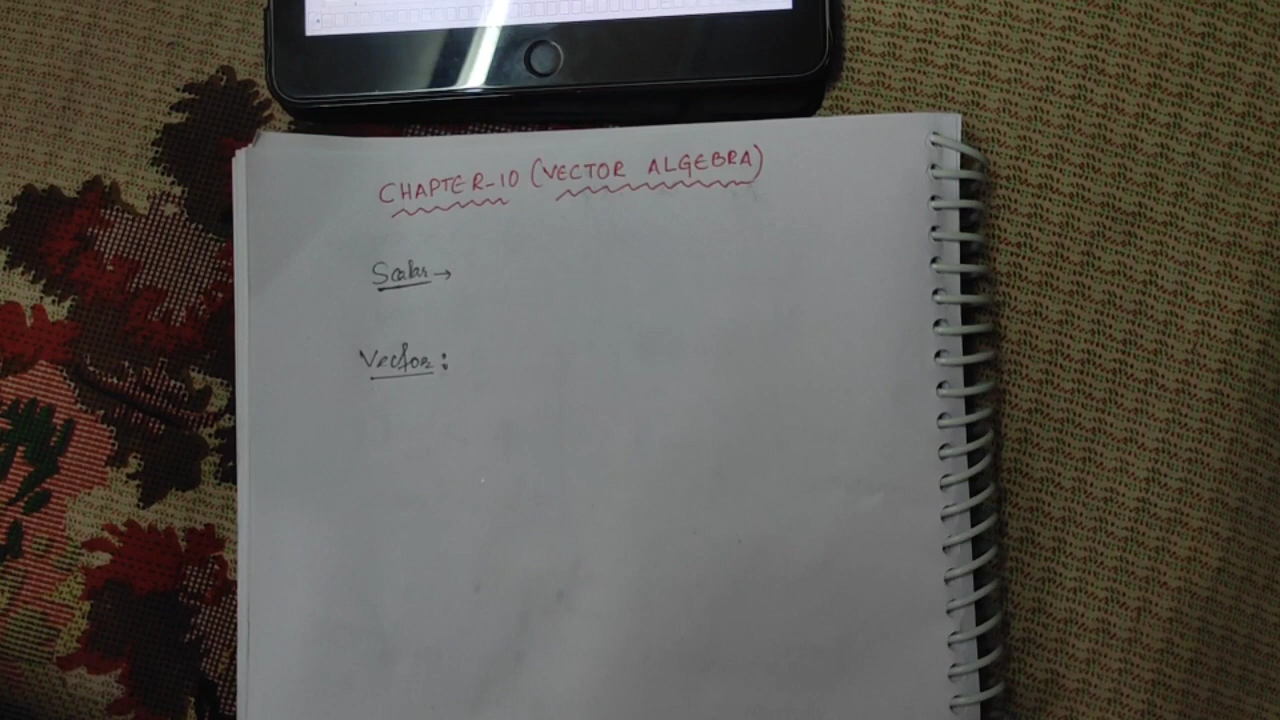 CHAPTER-10 (VECTOR ALGEBRA)
Scalar →
Vector :